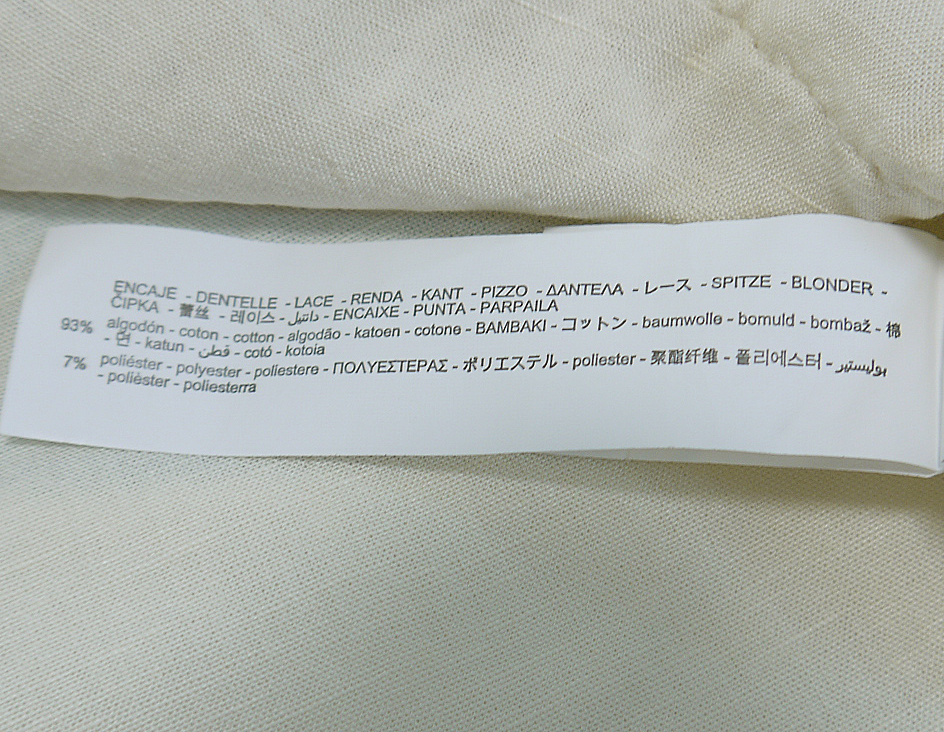 ENCAJE - DENTELLE - LACE - RENDA - KANT - PIZZO - ΔΑΝΤΕΛΑ - レース - SPITZE - BLONDER -
ČIPKA - 蕾丝 - 레이스 - دانتيل - ENCAIXE - PUNTA - PARPAILA
93% algodón - coton - cotton - algodão - katoen - cotone - BAMBAKI - コットン - baumwolle - bomuld - bombaž - 棉
- 면 - katun - قطن - cotó - kotoia
7% poliéster - polyester - poliestere - ΠΟΛΥΕΣΤΕΡΑΣ - ポリエステル - poliester - 聚酯纤维 - 폴리에스터 - بوليستير
- polièster - poliesterra